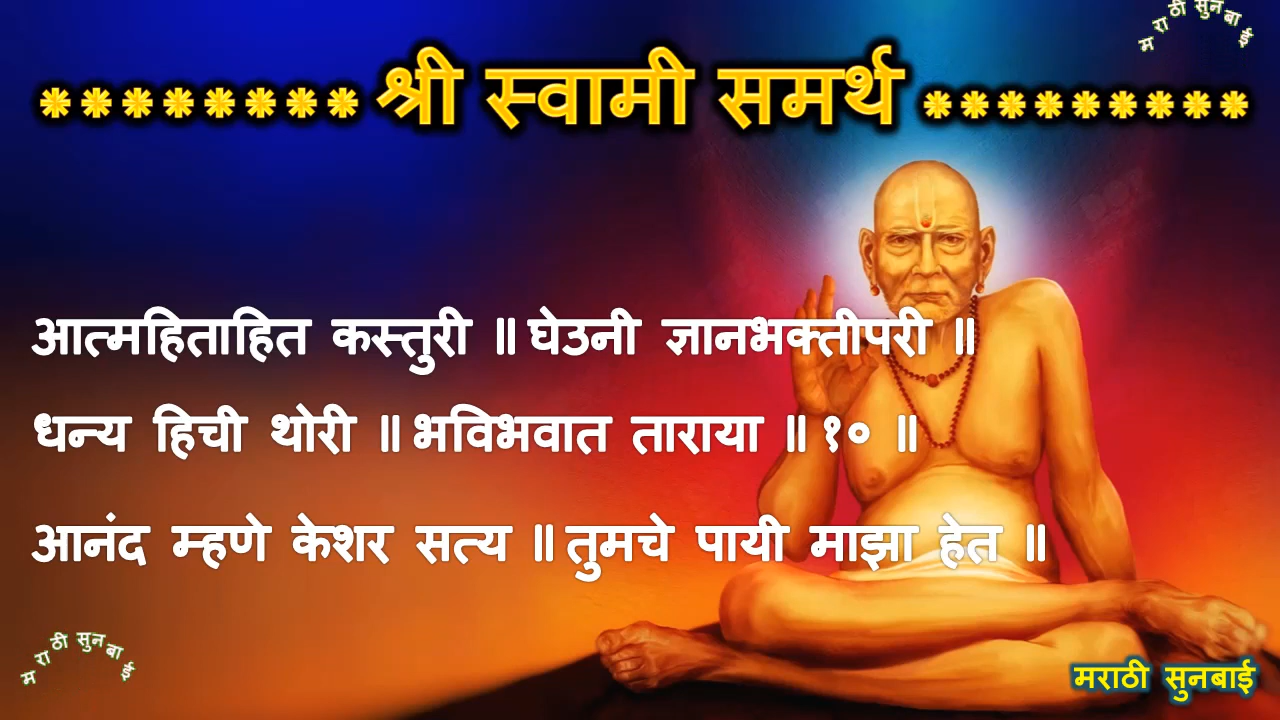 मराठी सुनबाई
********श्री स्वामी समर्थ*********
आत्महिताहित कस्तुरी ॥ घेउनी ज्ञानभक्तीपरी ॥
धन्य हिची थोरी ॥ भविभवात ताराया ॥ १० ॥
आनंद म्हणे केशर सत्य ॥ तुमचे पायी माझा हेत ॥
मराठी सुनबाई
मराठी सुनबाई